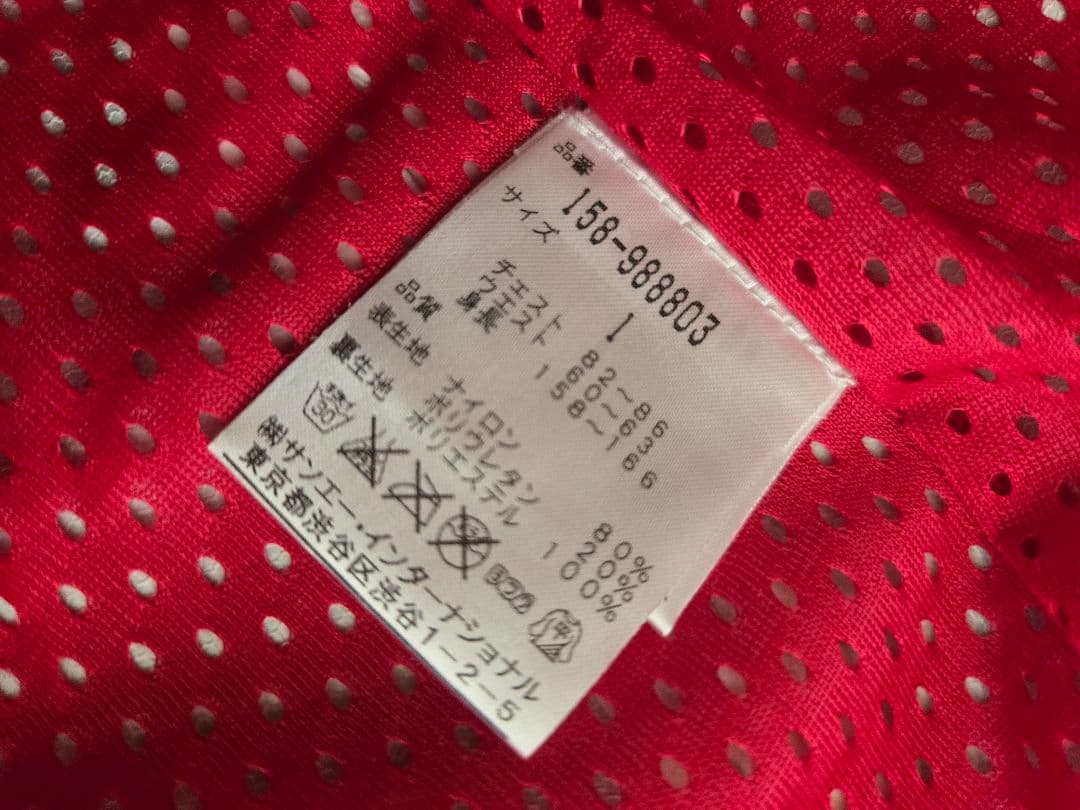 品番
158-988803
サイズ 1
チェスト 82~86
ウエスト 60~63
身長 158~166
品質
表生地 ナイロン 80%
ポリウレタン 20%
裏生地 ポリエステル 100%
30
㈱サンエー・インターナショナル
東京都渋谷区渋谷1-2-5